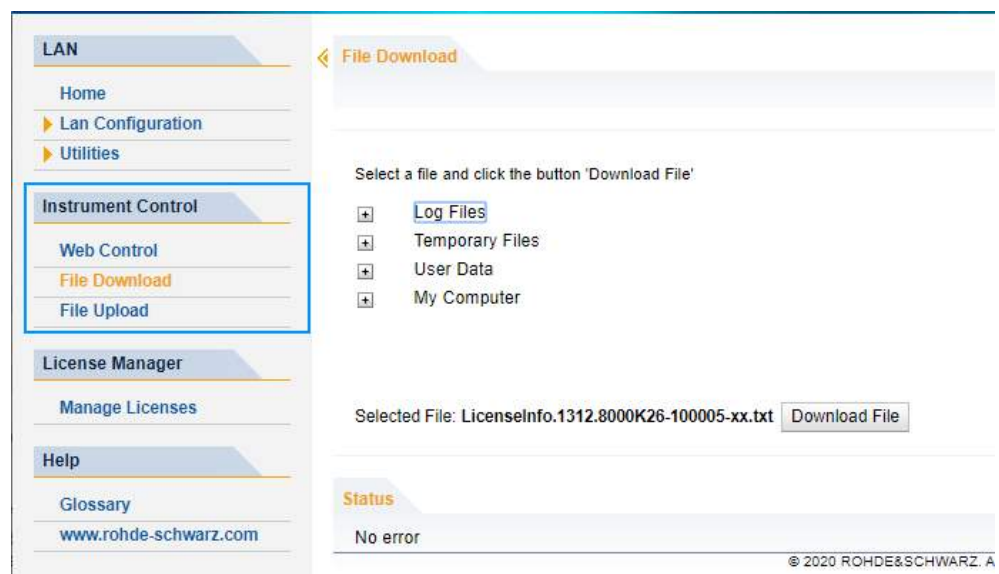 LAN
Home
Lan Configuration
Utilities
Instrument Control
Web Control
File Download
File Upload
License Manager
Manage Licenses
Help
Glossary
www.rohde-schwarz.com
File Download
Select a file and click the button 'Download File'
Log Files
Temporary Files
User Data
My Computer
Selected File: LicenseInfo.1312.8000K26-100005-xx.txt Download File
Status
No error
© 2020 ROHDE&SCHWARZ. A